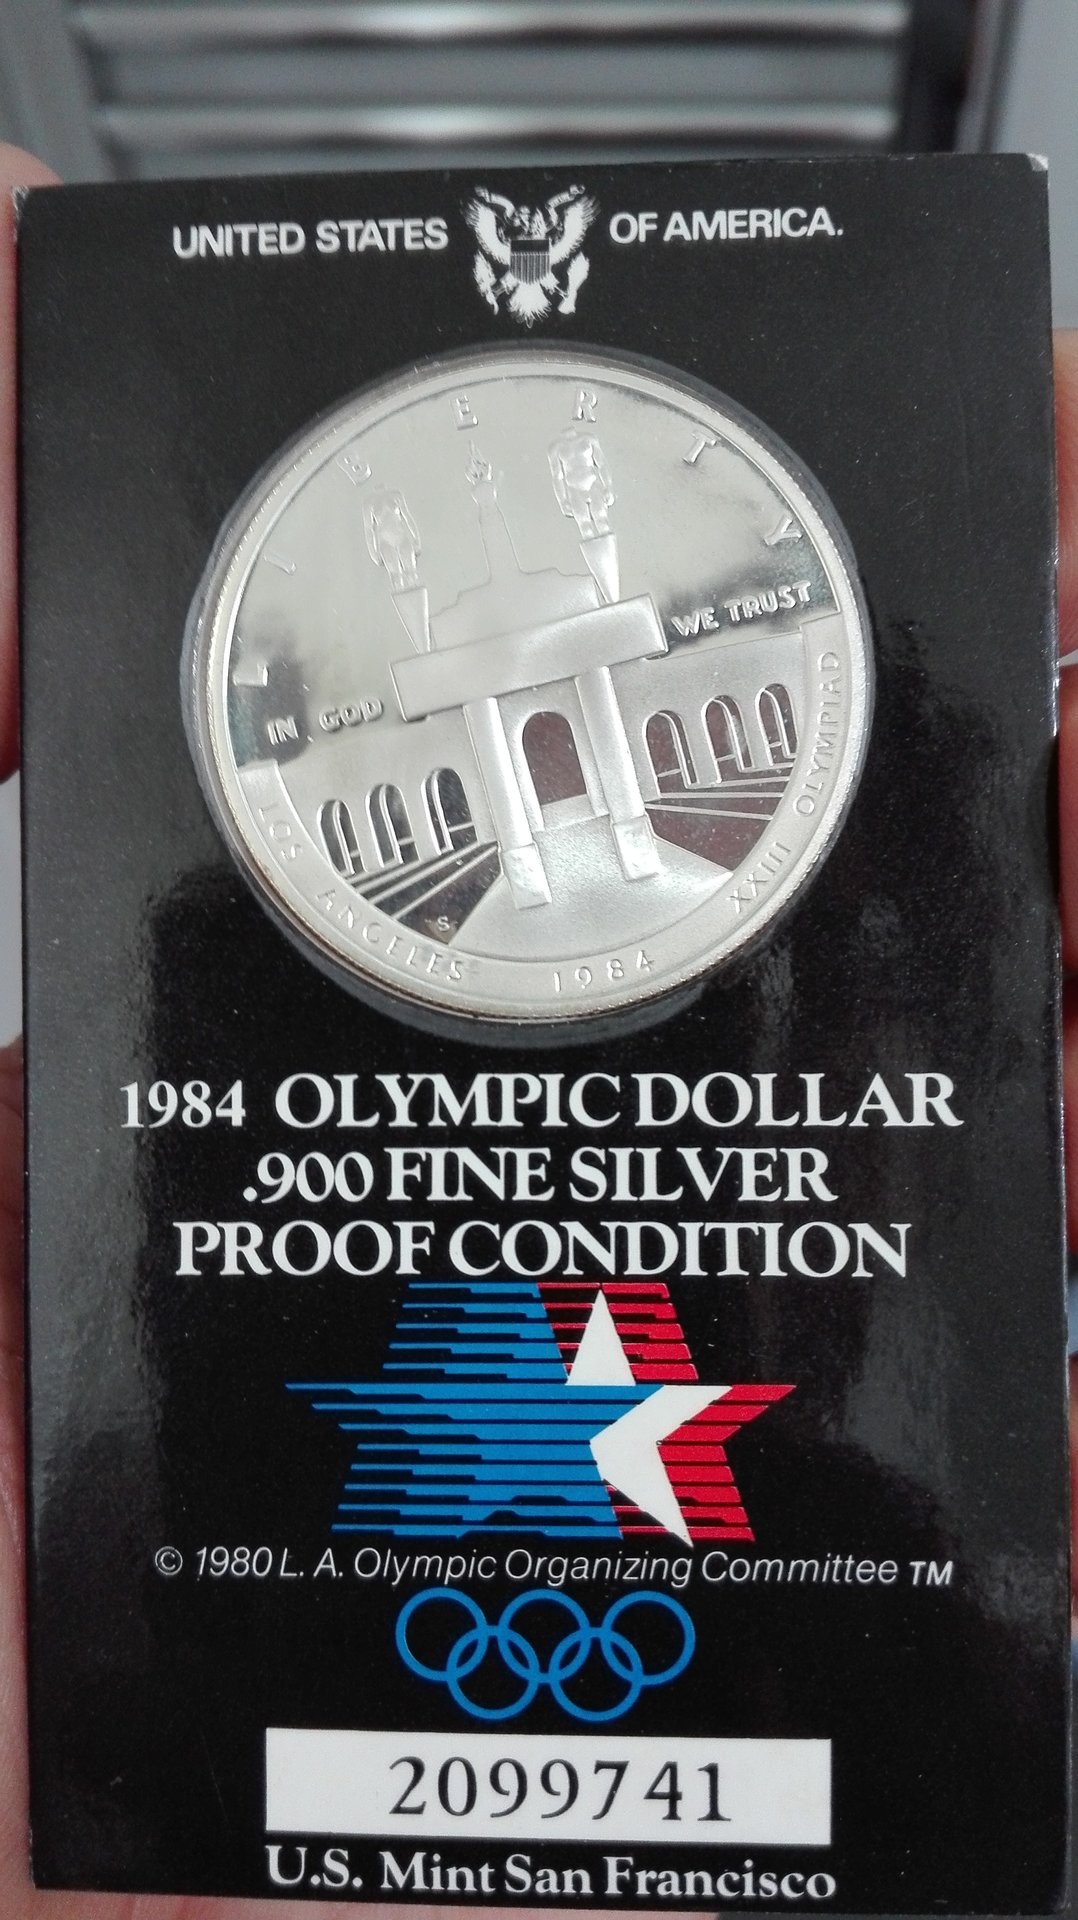 UNITED STATES OF AMERICA.
LIBERTY
IN GOD WE TRUST
S
LOS ANGELES 1984 XXIII OLYMPIAD
1984 OLYMPIC DOLLAR
.900 FINE SILVER
PROOF CONDITION
© 1980 L. A. Olympic Organizing Committee TM
2099741
U.S. Mint San Francisco